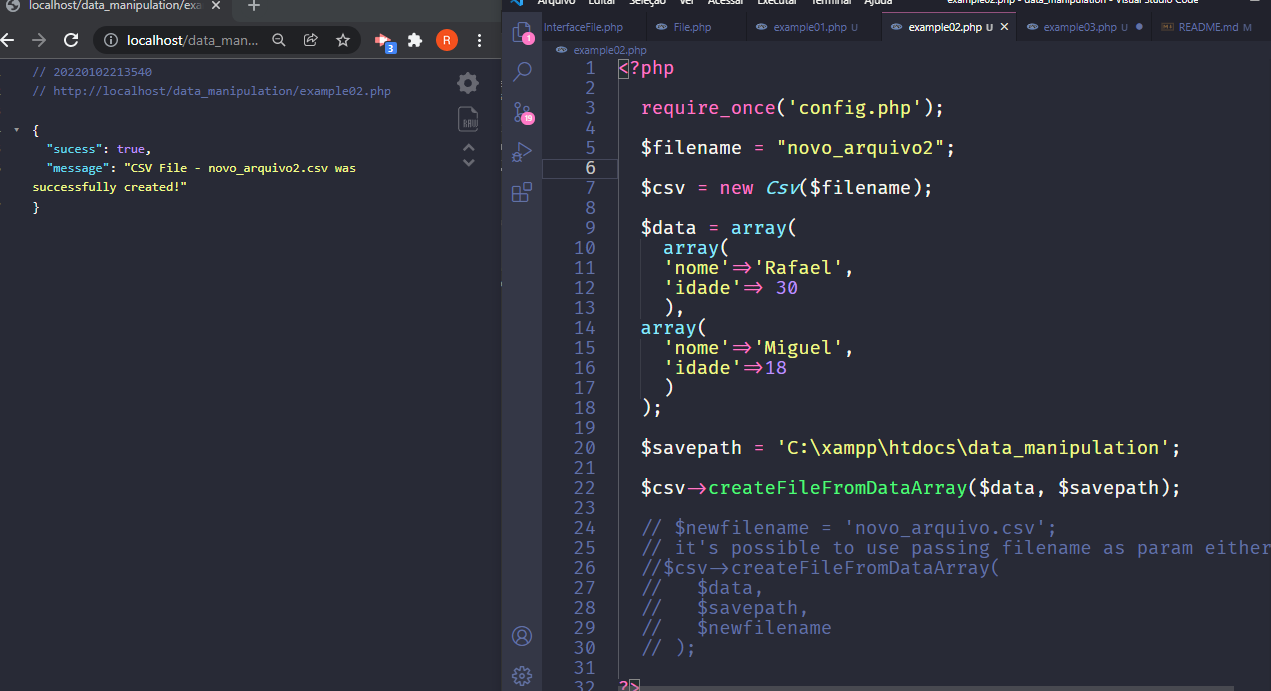 localhost/data_manipulation/exa
localhost/data_man...
3
R
// 20220102213540
// http://localhost/data_manipulation/example02.php
{
"sucess": true,
"message": "CSV File - novo_arquivo2.csv was
successfully created!"
}
RAW
Arquivo Editar Seleção Ver Acessar Executar Terminal Ajuda
example02.php - data_manipulation - Visual Studio Code
InterfaceFile.php
File.php
example01.php U
example02.php U
example03.php U
README.md M
example02.php
1
19
1 <?php
2
3 require_once('config.php');
4
5 $filename = "novo_arquivo2";
6
7 $csv = new Csv($filename);
8
9 $data = array(
10 array(
11 'nome'=>'Rafael',
12 'idade'=> 30
13 ),
14 array(
15 'nome'=>'Miguel',
16 'idade'=>18
17 )
18 );
19
20 $savepath = 'C:\xampp\htdocs\data_manipulation';
21
22 $csv->createFileFromDataArray($data, $savepath);
23
24 // $newfilename = 'novo_arquivo.csv';
25 // it's possible to use passing filename as param either
26 //$csv->createFileFromDataArray(
27 // $data,
28 // $savepath,
29 // $newfilename
30 // );
31
32 ?>